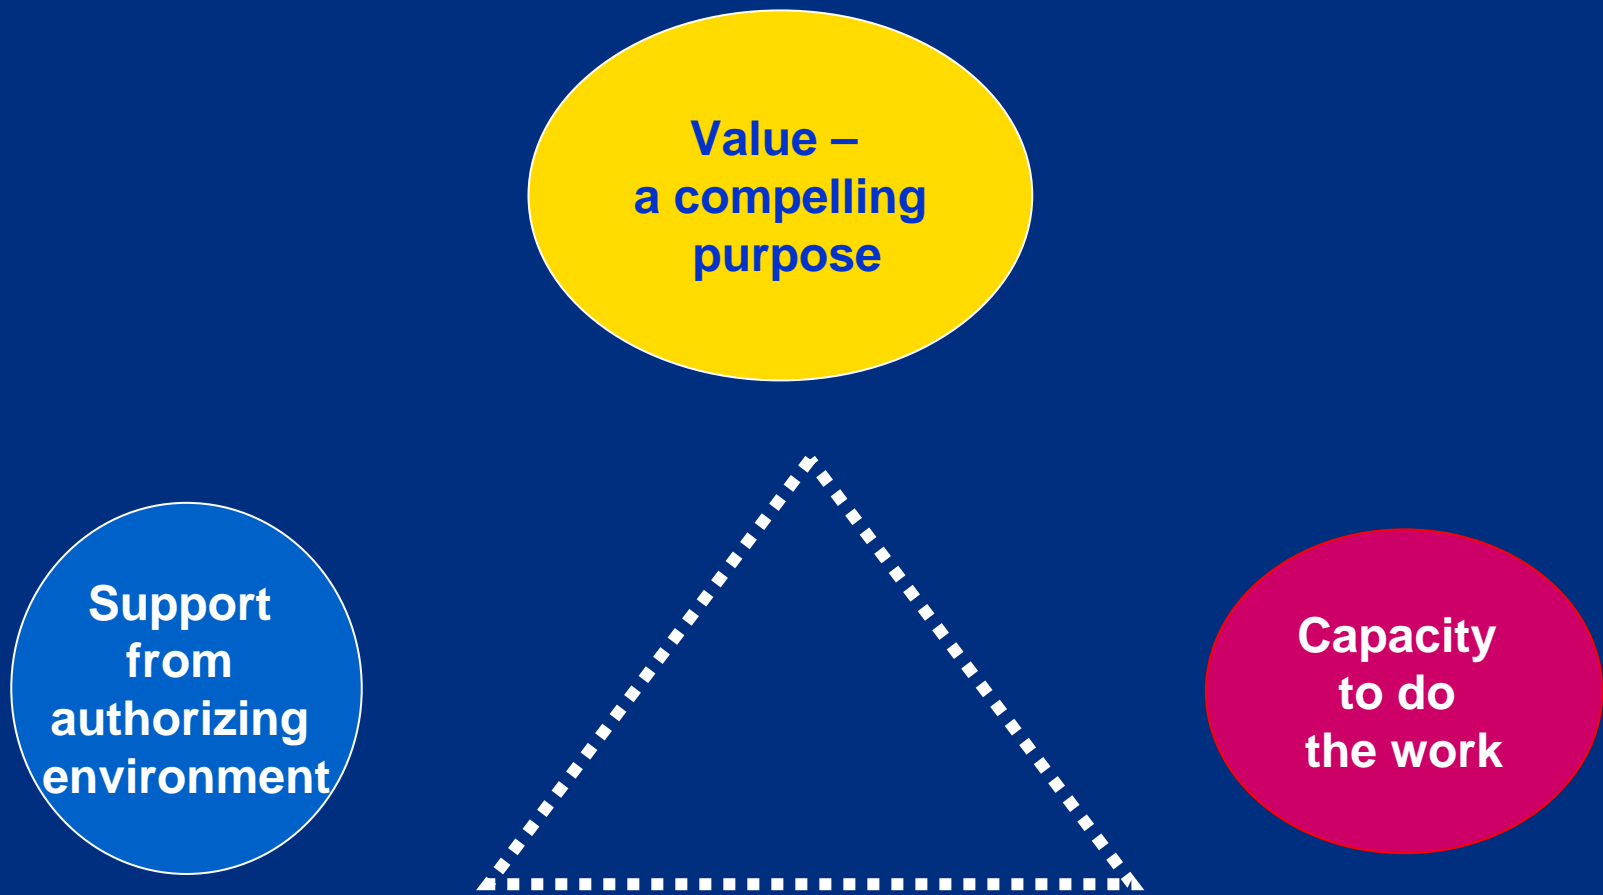 Value –
a compelling
purpose
Support
from
authorizing
environment
Capacity
to do
the work